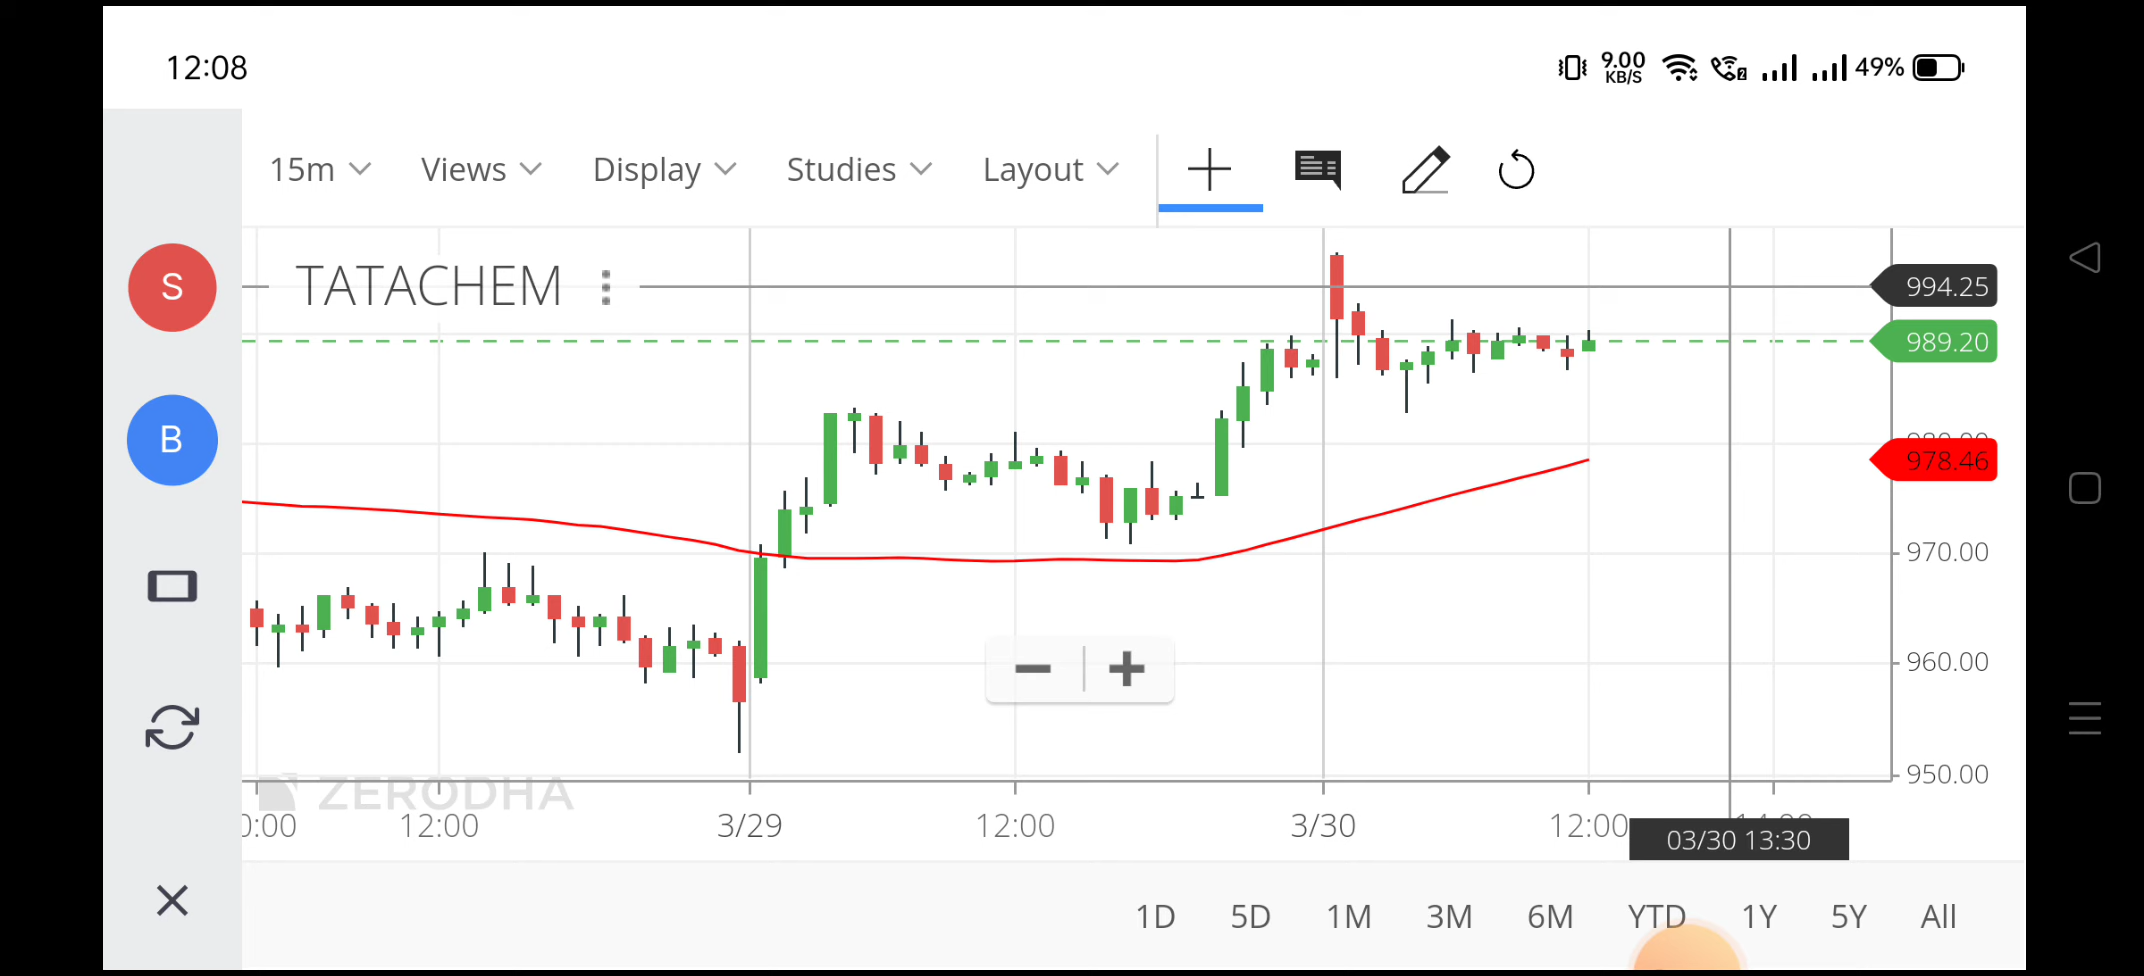 12:08
9.00
KB/S
2
49%
15m Views Display Studies Layout
S
TATACHEM
994.25
989.20
B
978.46
970.00
960.00
950.00
ZERODHA
12:00 3/29 12:00 3/30 12:00
03/30 13:30
1D 5D 1M 3M 6M YTD 1Y 5Y All